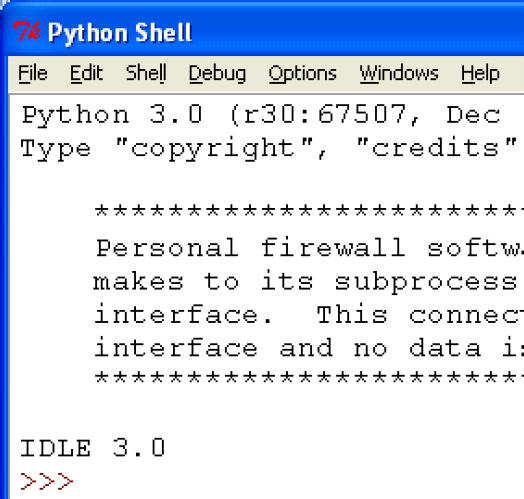 Python Shell
File Edit Shell Debug Options Windows Help
Python 3.0 (r30:67507, Dec
Type "copyright", "credits"
************************
Personal firewall softw
makes to its subprocess
interface.  This connect
interface and no data i
************************
IDLE 3.0
>>>